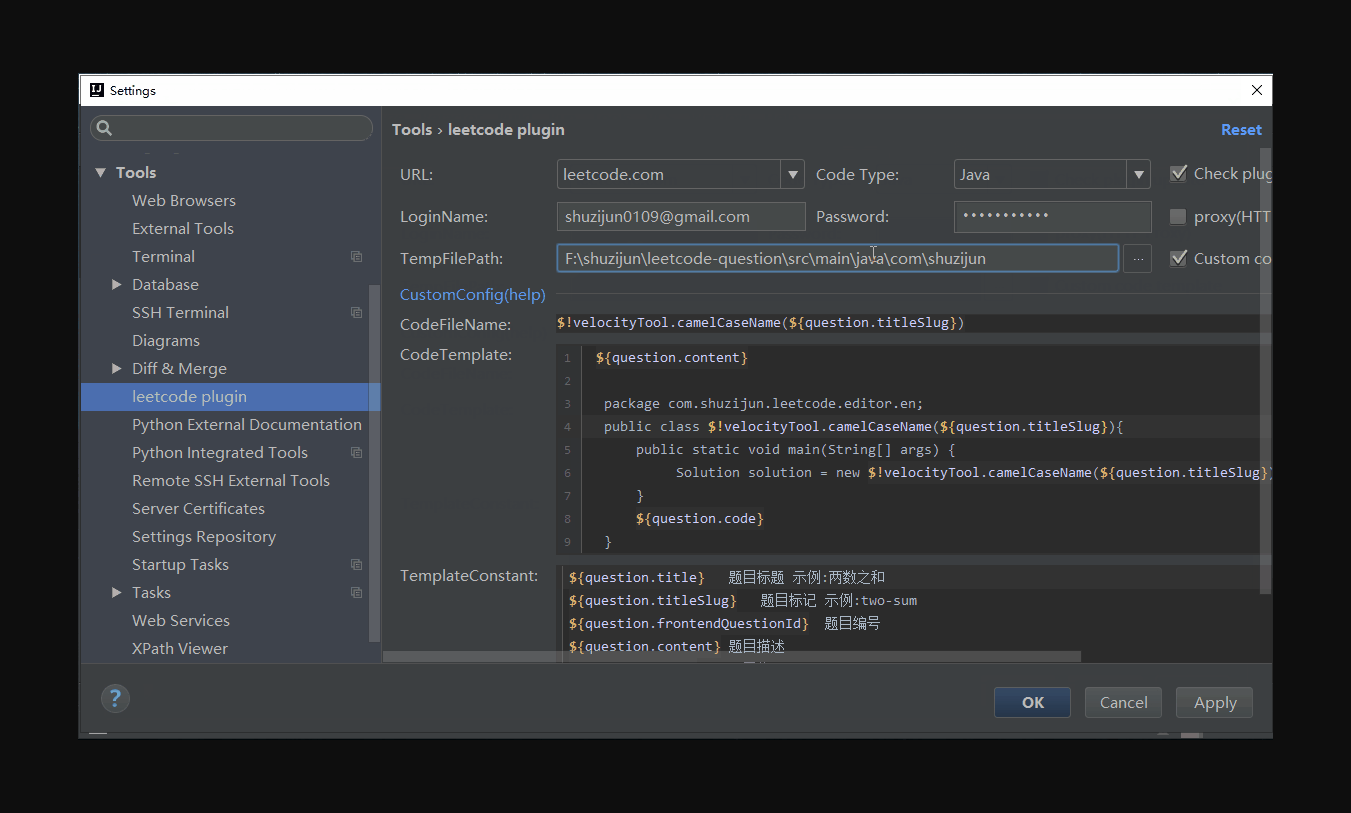 Settings
Tools › leetcode plugin
Reset
Tools
Web Browsers
External Tools
Terminal
Database
SSH Terminal
Diagrams
Diff & Merge
leetcode plugin
Python External Documentation
Python Integrated Tools
Remote SSH External Tools
Server Certificates
Settings Repository
Startup Tasks
Tasks
Web Services
XPath Viewer
URL: leetcode.com Code Type: Java Check plug
LoginName: shuzijun0109@gmail.com Password: ••••••••••• proxy(HTT
TempFilePath: F:\shuzijun\leetcode-question\src\main\java\com\shuzijun ... Custom co
CustomConfig(help)
CodeFileName: $!velocityTool.camelCaseName(${question.titleSlug})
CodeTemplate:
1 ${question.content}
2
3 package com.shuzijun.leetcode.editor.en;
4 public class $!velocityTool.camelCaseName(${question.titleSlug}){
5 public static void main(String[] args) {
6 Solution solution = new $!velocityTool.camelCaseName(${question.titleSlug})
7 }
8 ${question.code}
9 }
TemplateConstant:
${question.title} 题目标题 示例:两数之和
${question.titleSlug} 题目标记 示例:two-sum
${question.frontendQuestionId} 题目编号
${question.content} 题目描述
?
OK Cancel Apply